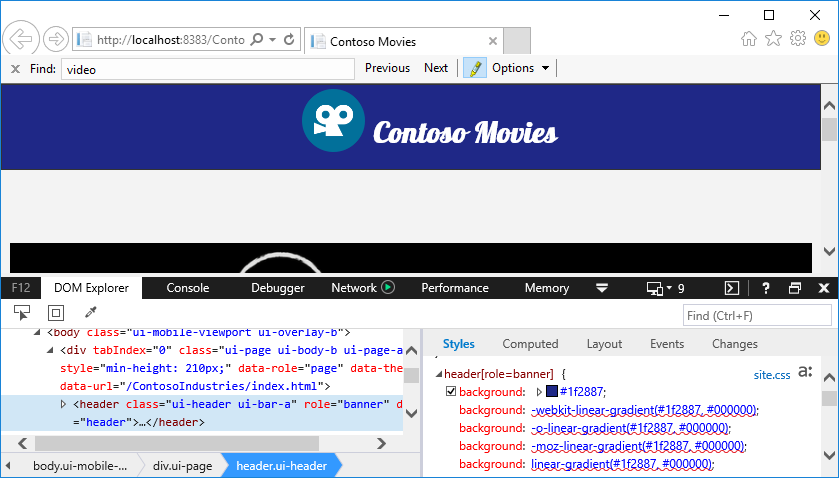 http://localhost:8383/Conto
Contoso Movies
Find: video Previous Next Options
Contoso Movies
F12 DOM Explorer Console Debugger Network Performance Memory 9 ?
Find (Ctrl+F)
<body class="ui-mobile-viewport ui-overlay-b">
<div tabIndex="0" class="ui-page ui-body-b ui-page-a
style="min-height: 210px;" data-role="page" data-the
data-url="/ContosoIndustries/index.html">
<header class="ui-header ui-bar-a" role="banner" d
="header">…</header>
body.ui-mobile-... div.ui-page header.ui-header
Styles Computed Layout Events Changes
header[role=banner] { site.css a:
background: #1f2887;
background: -webkit-linear-gradient(#1f2887, #000000);
background: -o-linear-gradient(#1f2887, #000000);
background: -moz-linear-gradient(#1f2887, #000000);
background: linear-gradient(#1f2887, #000000);